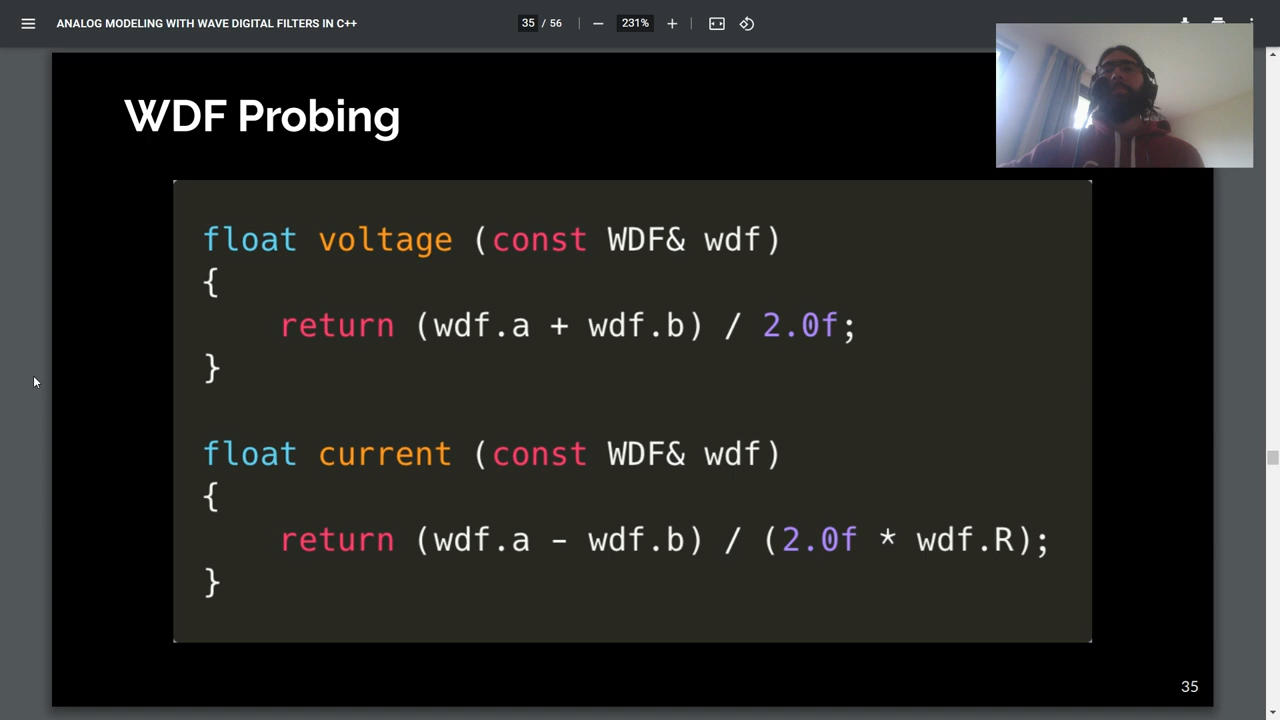 ANALOG MODELING WITH WAVE DIGITAL FILTERS IN C++
35 / 56
231%
WDF Probing
float voltage (const WDF& wdf)
{
return (wdf.a + wdf.b) / 2.0f;
}
float current (const WDF& wdf)
{
return (wdf.a - wdf.b) / (2.0f * wdf.R);
}
35